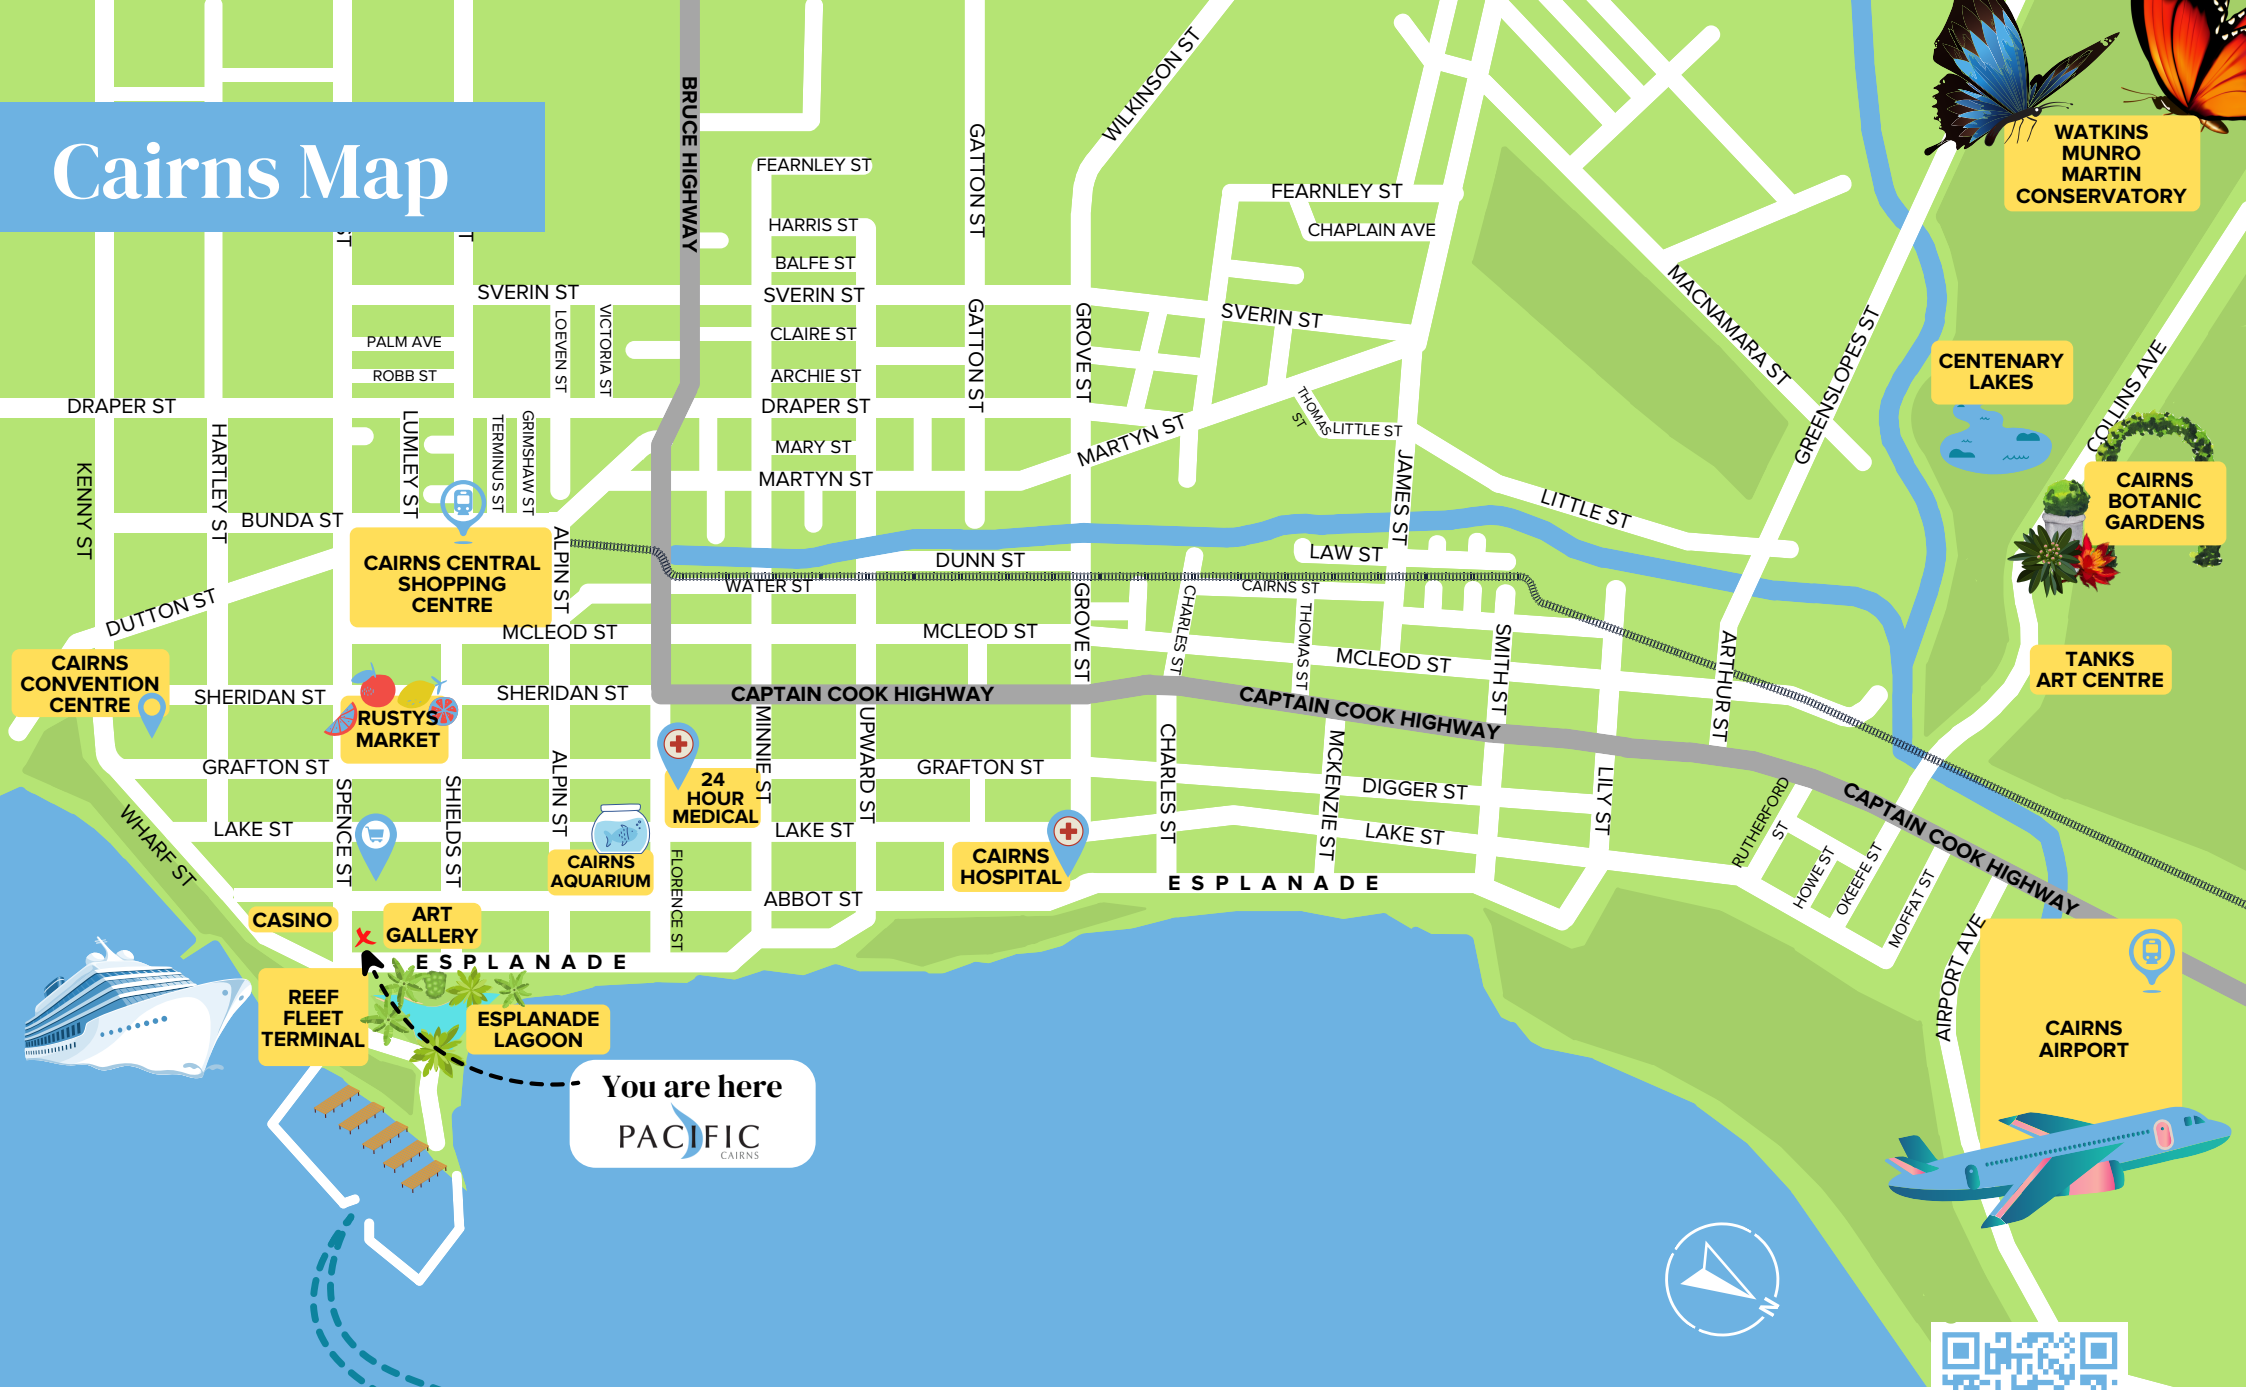 Cairns Map
BRUCE HIGHWAY
WILKINSON ST
GATTON ST
FEARNLEY ST
HARRIS ST
BALFE ST
SVERIN ST
CLAIRE ST
ARCHIE ST
DRAPER ST
MARY ST
MARTYN ST
FEARNLEY ST
CHAPLAIN AVE
SVERIN ST
WATKINS
MUNRO
MARTIN
CONSERVATORY
ST
ST
SVERIN ST
LOEVEN ST
VICTORIA ST
PALM AVE
ROBB ST
GATTON ST
GROVE ST
MACNAMARA ST
GREENSLOPES ST
CENTENARY
LAKES
COLLINS AVE
DRAPER ST
KENNY ST
HARTLEY ST
LUMLEY ST
TERMINUS ST
GRIMSHAW ST
MARTYN ST
THOMAS
ST
LITTLE ST
JAMES ST
LITTLE ST
CAIRNS
BOTANIC
GARDENS
BUNDA ST
CAIRNS CENTRAL
SHOPPING
CENTRE
ALPIN ST
DUNN ST
WATER ST
LAW ST
CAIRNS ST
DUTTON ST
MCLEOD ST
MCLEOD ST
GROVE ST
CHARLES ST
THOMAS ST
MCLEOD ST
SMITH ST
ARTHUR ST
TANKS
ART CENTRE
CAIRNS
CONVENTION
CENTRE
SHERIDAN ST
RUSTYS
MARKET
SHERIDAN ST
CAPTAIN COOK HIGHWAY
CAPTAIN COOK HIGHWAY
CAPTAIN COOK HIGHWAY
GRAFTON ST
SPENCE ST
SHIELDS ST
ALPIN ST
24
HOUR
MEDICAL
MINNIE ST
UPWARD ST
GRAFTON ST
CHARLES ST
MCKENZIE ST
DIGGER ST
LILY ST
RUTHERFORD
ST
HOWE ST
OKEEFE ST
MOFFAT ST
WHARF ST
LAKE ST
LAKE ST
LAKE ST
CAIRNS
AQUARIUM
FLORENCE ST
CAIRNS
HOSPITAL
ESPLANADE
ABBOT ST
CASINO
ART
GALLERY
ESPLANADE
AIRPORT AVE
REEF
FLEET
TERMINAL
ESPLANADE
LAGOON
CAIRNS
AIRPORT
You are here
PACIFIC
CAIRNS
N